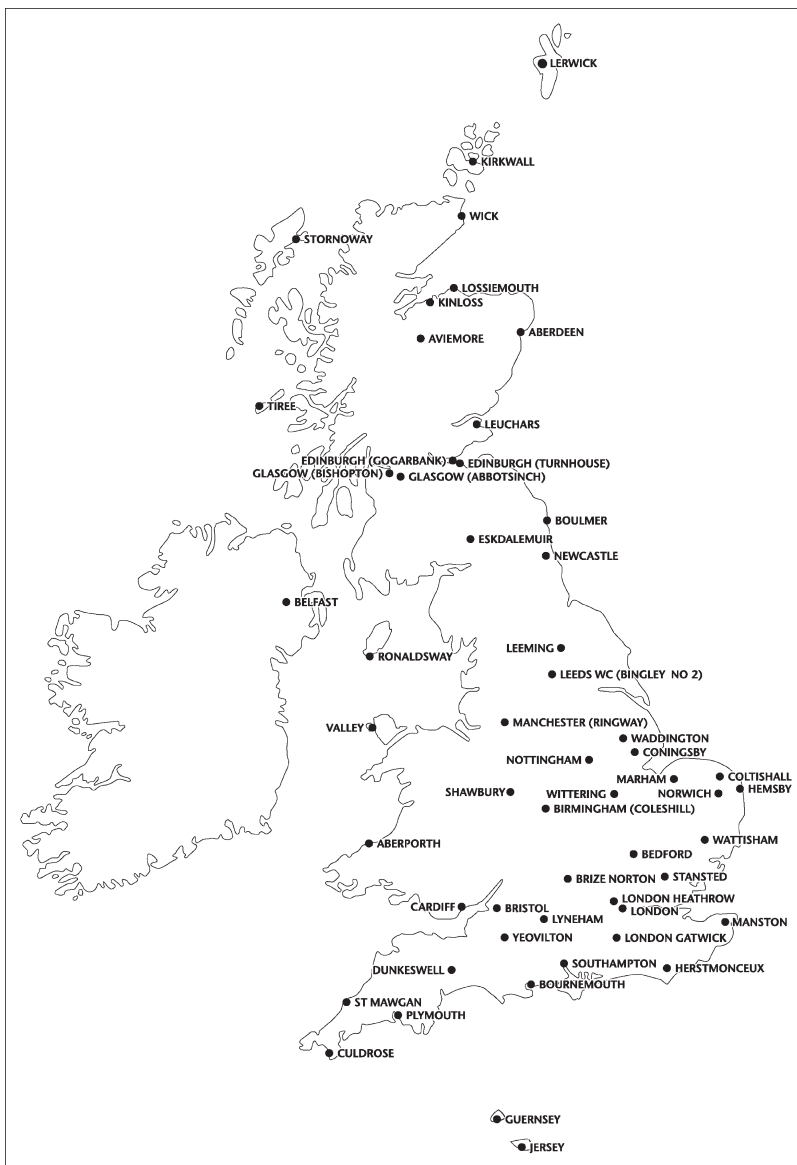 LERWICK
KIRKWALL
WICK
STORNOWAY
LOSSIEMOUTH
KINLOSS
ABERDEEN
AVIEMORE
TIREE
LEUCHARS
EDINBURGH (GOGARBANK)
EDINBURGH (TURNHOUSE)
GLASGOW (BISHOPTON)
GLASGOW (ABBOTSINCH)
BOULMER
ESKDALEMUIR
NEWCASTLE
BELFAST
LEEMING
RONALDSWAY
LEEDS WC (BINGLEY NO 2)
MANCHESTER (RINGWAY)
VALLEY
WADDINGTON
CONINGSBY
NOTTINGHAM
COLTISHALL
MARHAM
HEMSBY
SHAWBURY
WITTERING
NORWICH
BIRMINGHAM (COLESHILL)
WATTISHAM
ABERPORTH
BEDFORD
STANSTED
BRIZE NORTON
LONDON HEATHROW
CARDIFF
BRISTOL
LONDON
LYNEHAM
MANSTON
YEOVILTON
LONDON GATWICK
SOUTHAMPTON
HERSTMONCEUX
DUNKESWELL
BOURNEMOUTH
ST MAWGAN
PLYMOUTH
CULDROSE
GUERNSEY
JERSEY